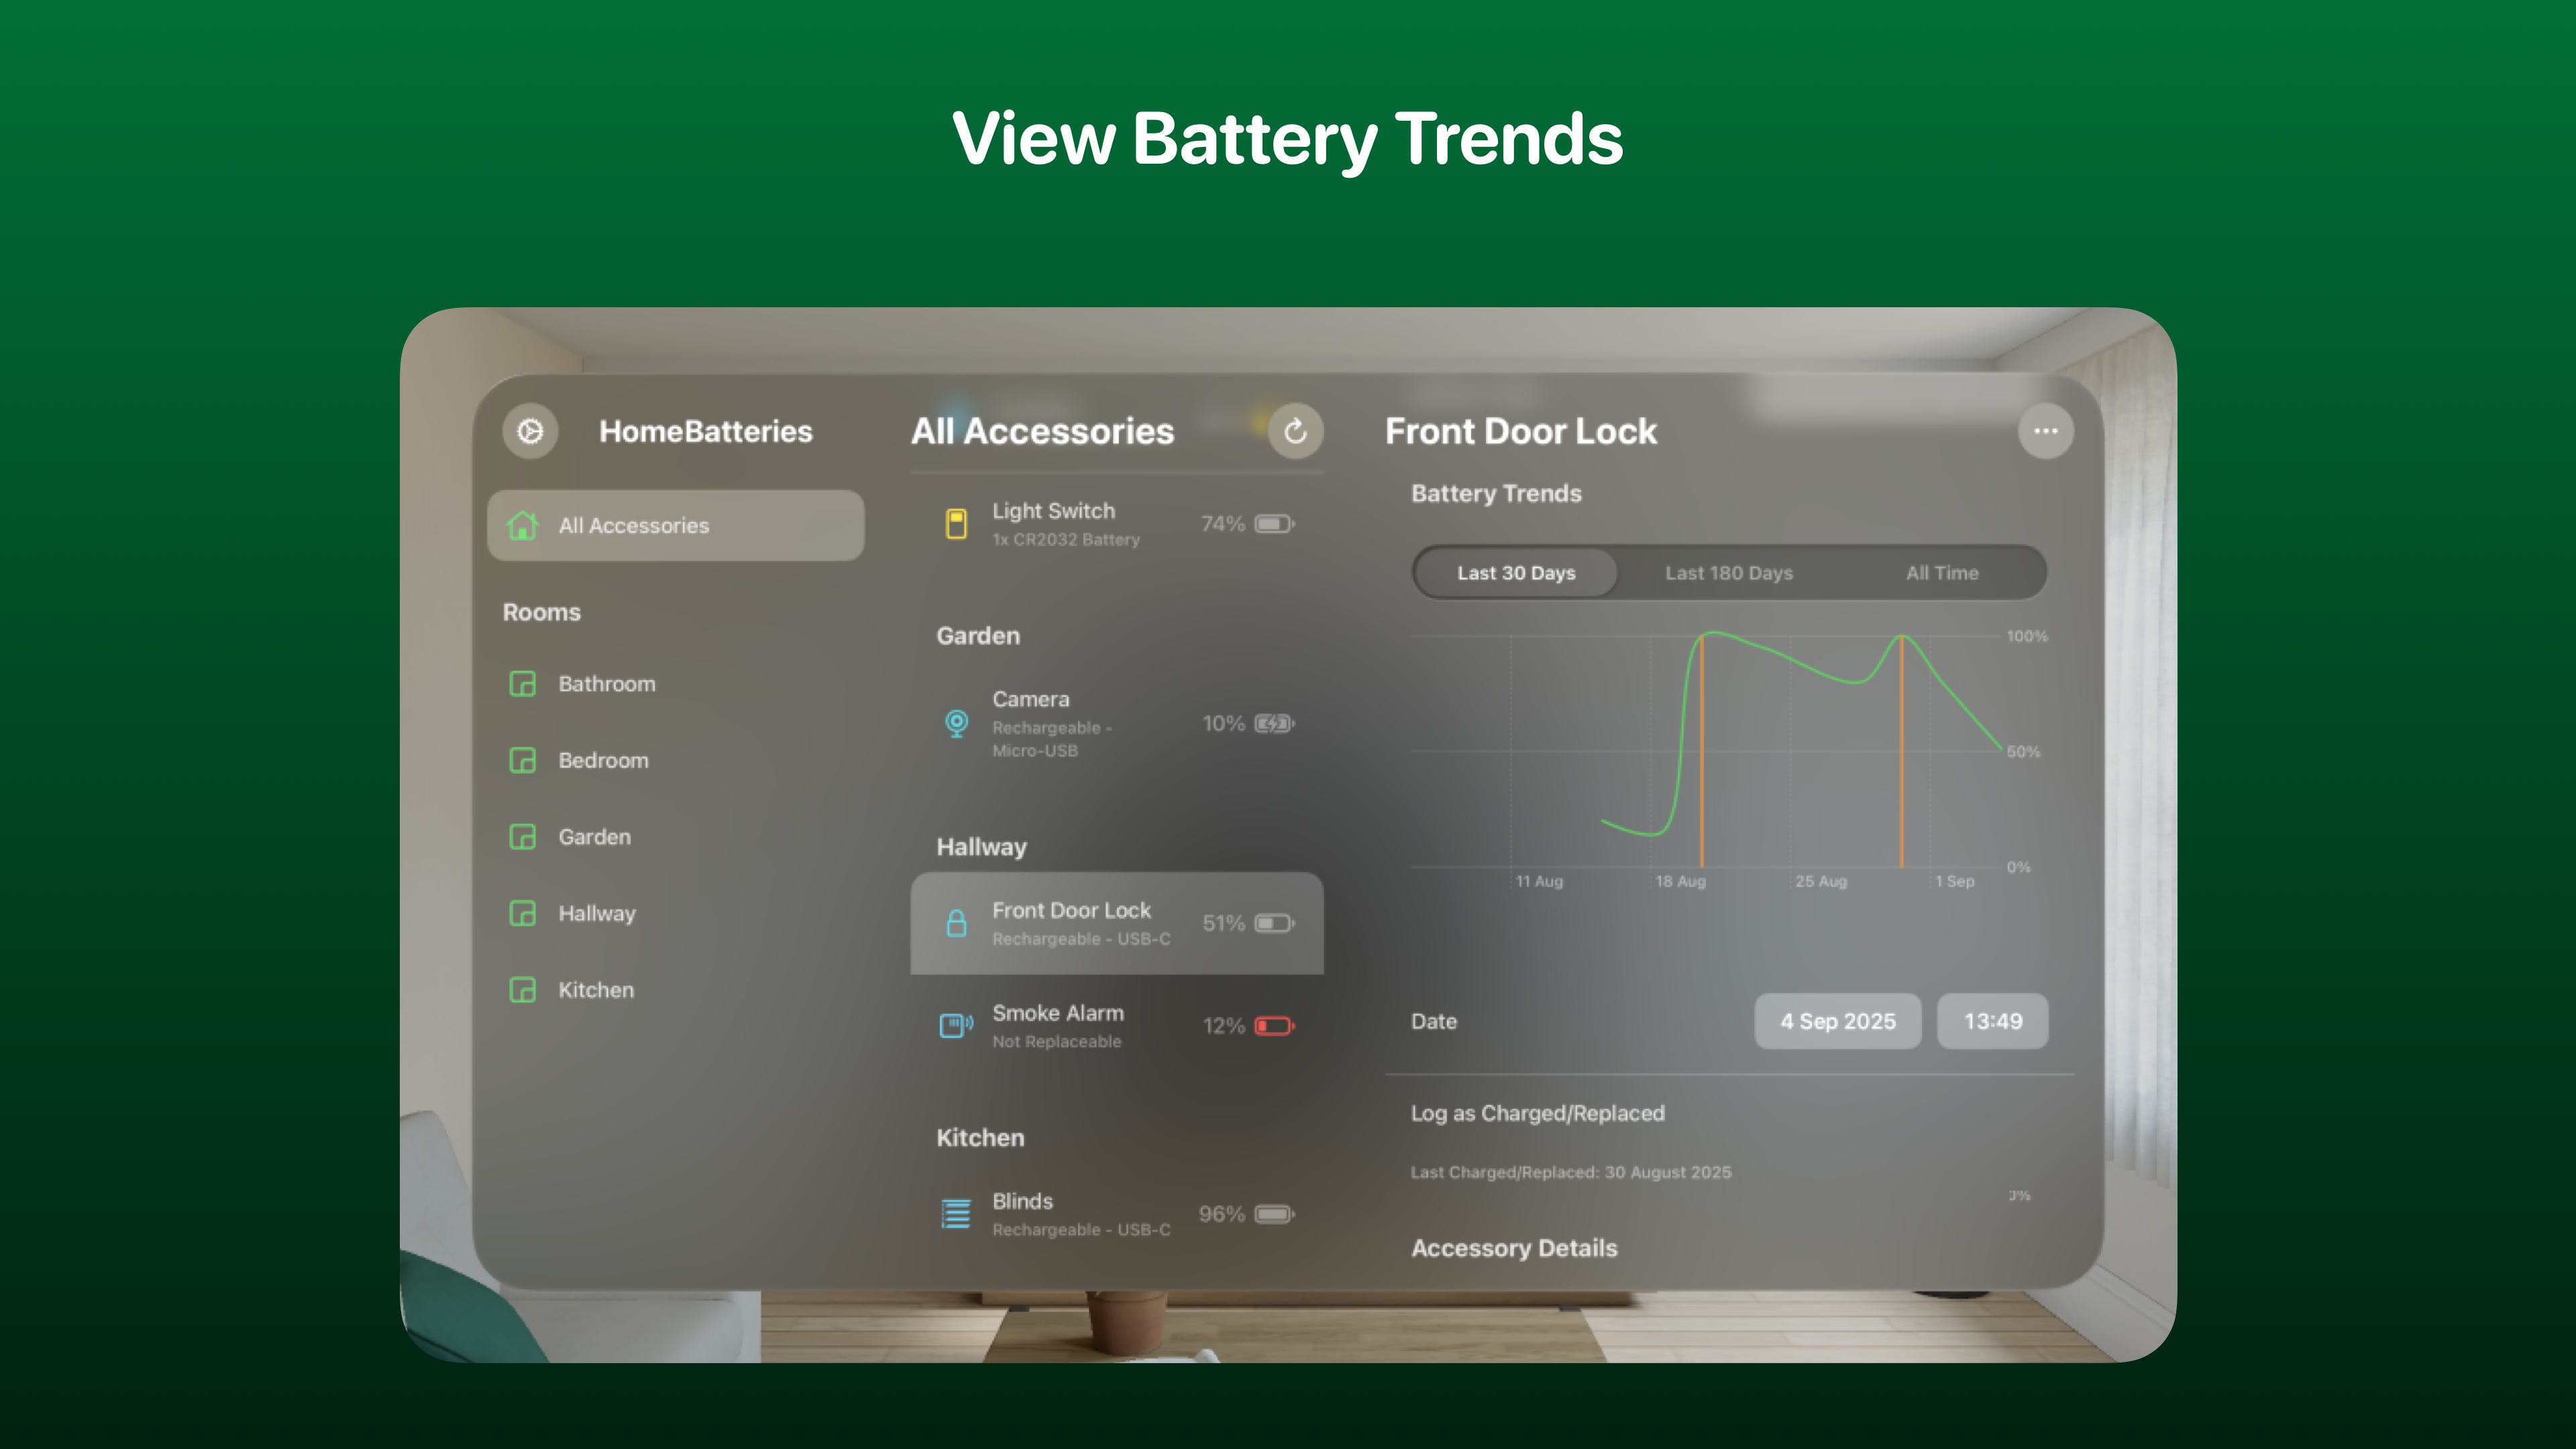 View Battery Trends
HomeBatteries
All Accessories
Rooms
Bathroom
Bedroom
Garden
Hallway
Kitchen
All Accessories
Light Switch
1x CR2032 Battery
74%
Garden
Camera
Rechargeable -
Micro-USB
10%
Hallway
Front Door Lock
Rechargeable - USB-C
51%
Smoke Alarm
Not Replaceable
12%
Kitchen
Blinds
Rechargeable - USB-C
96%
Front Door Lock
Battery Trends
Last 30 Days Last 180 Days All Time
100%
50%
0%
11 Aug 18 Aug 25 Aug 1 Sep
Date 4 Sep 2025 13:49
Log as Charged/Replaced
Last Charged/Replaced: 30 August 2025
Accessory Details